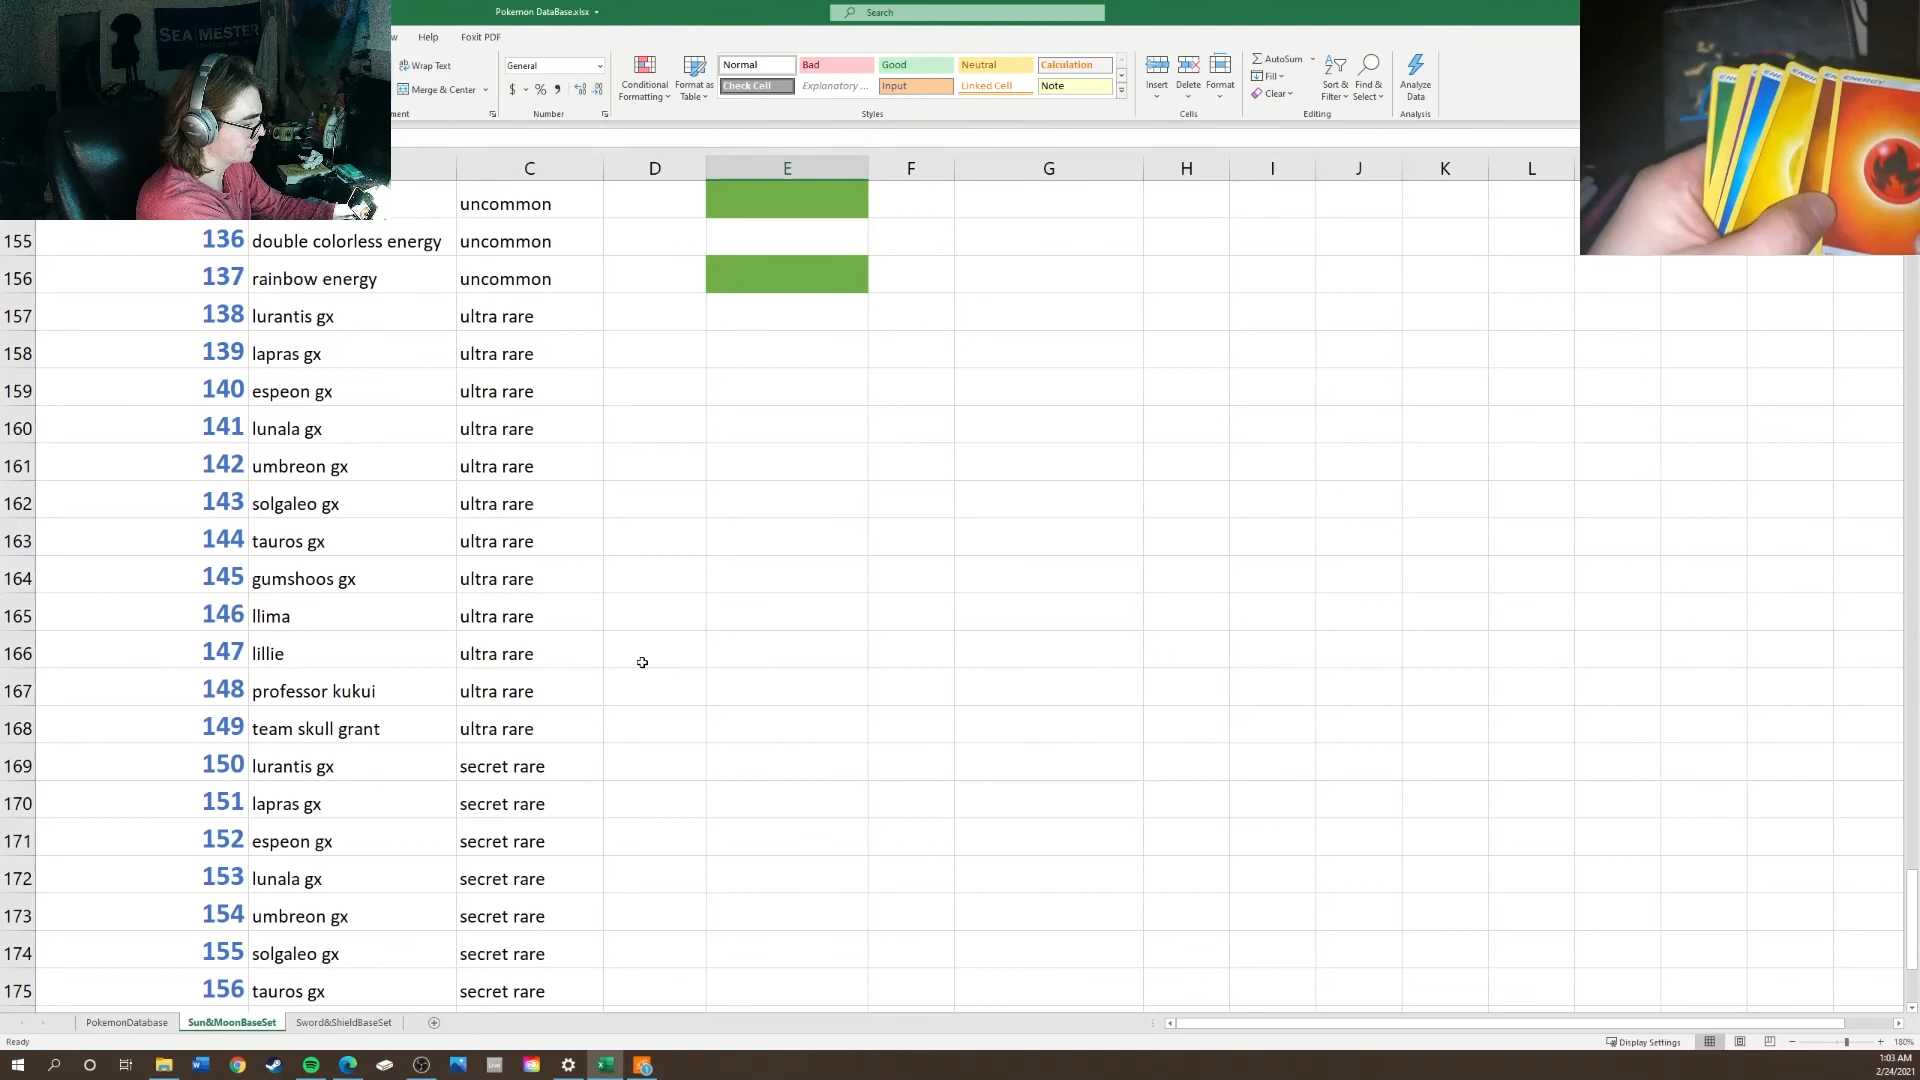 Pokemon DataBase.xlsx
Search
SEA MESTER
Help Foxit PDF
Wrap Text
Merge & Center
General
$ %
Number
Conditional Formatting
Format as Table
Normal Bad Good Neutral Calculation
Check Cell Explanatory ... Input Linked Cell Note
Styles
Insert Delete Format
Cells
AutoSum
Fill
Clear
Sort & Filter
Find & Select
Editing
Analyze Data
Analysis
ENERGY
C D E F G H I J K L
uncommon
155 136 double colorless energy uncommon
156 137 rainbow energy uncommon
157 138 lurantis gx ultra rare
158 139 lapras gx ultra rare
159 140 espeon gx ultra rare
160 141 lunala gx ultra rare
161 142 umbreon gx ultra rare
162 143 solgaleo gx ultra rare
163 144 tauros gx ultra rare
164 145 gumshoos gx ultra rare
165 146 llima ultra rare
166 147 lillie ultra rare
167 148 professor kukui ultra rare
168 149 team skull grant ultra rare
169 150 lurantis gx secret rare
170 151 lapras gx secret rare
171 152 espeon gx secret rare
172 153 lunala gx secret rare
173 154 umbreon gx secret rare
174 155 solgaleo gx secret rare
175 156 tauros gx secret rare
PokemonDatabase Sun&MoonBaseSet Sword&ShieldBaseSet
Ready
Display Settings
180%
1:03 AM
2/24/2021